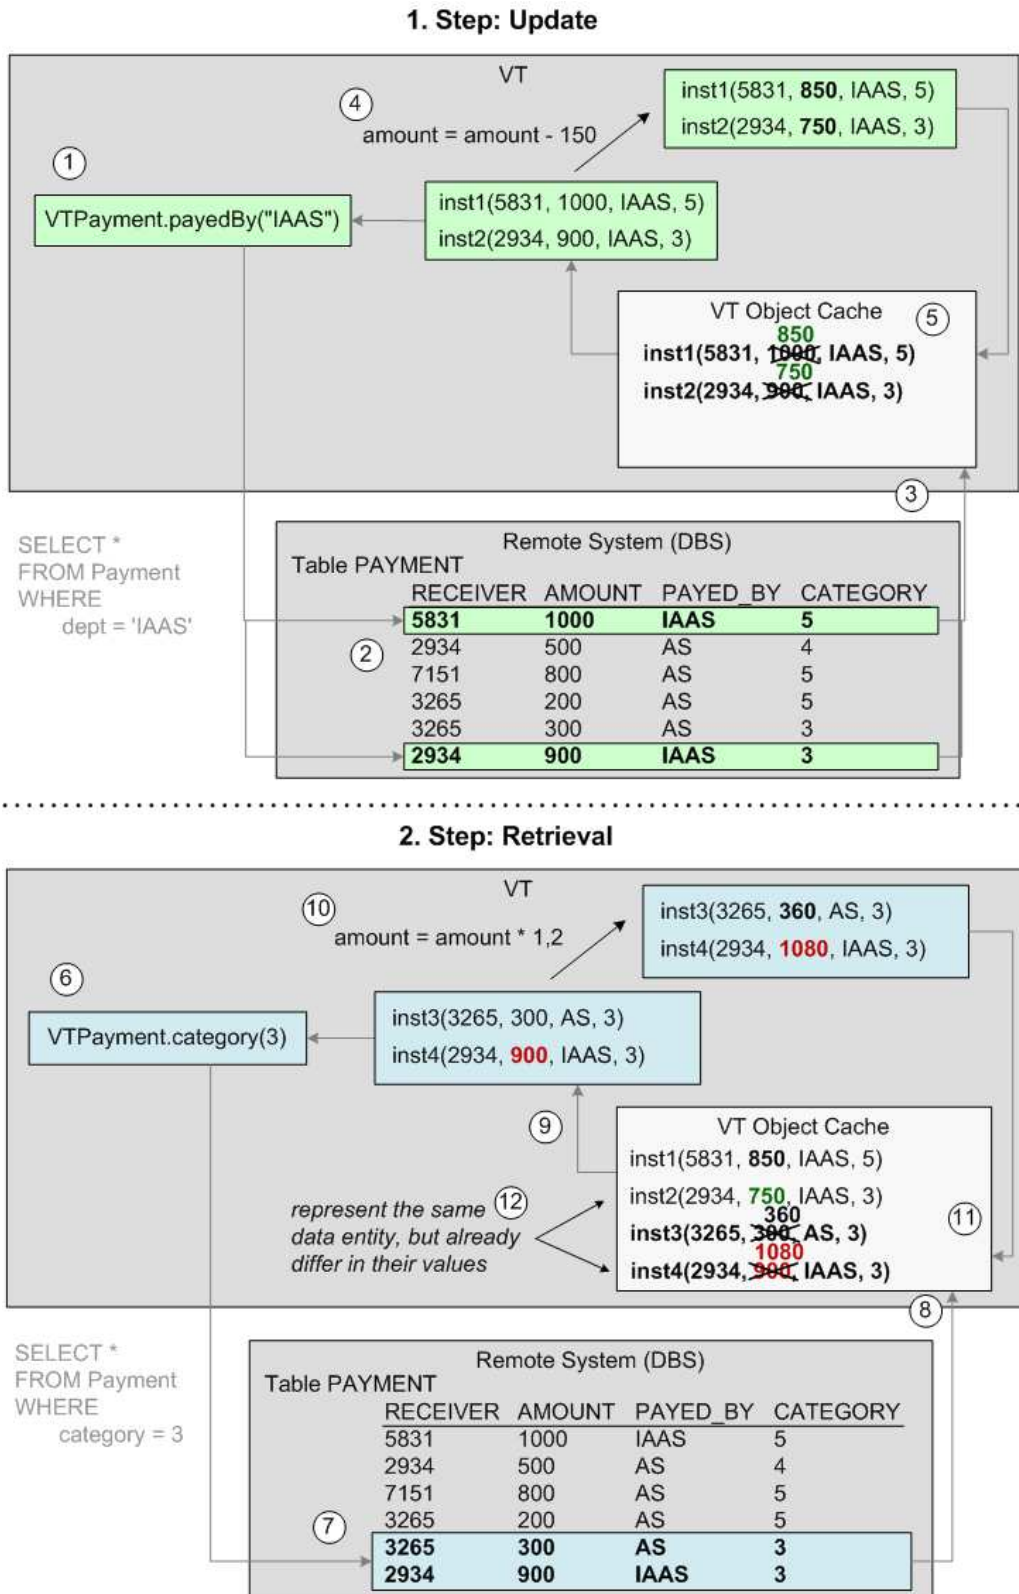 1. Step: Update
VT
4
amount = amount - 150
inst1(5831, 850, IAAS, 5)
inst2(2934, 750, IAAS, 3)
1
VTPayment.payedBy("IAAS")
inst1(5831, 1000, IAAS, 5)
inst2(2934, 900, IAAS, 3)
VT Object Cache
5
850
inst1(5831, 1000, IAAS, 5)
750
inst2(2934, 900, IAAS, 3)
3
SELECT *
FROM Payment
WHERE
dept = 'IAAS'
Remote System (DBS)
Table PAYMENT
RECEIVER AMOUNT PAYED_BY CATEGORY
5831 1000 IAAS 5
2
2934 500 AS 4
7151 800 AS 5
3265 200 AS 5
3265 300 AS 3
2934 900 IAAS 3
2. Step: Retrieval
VT
10
amount = amount * 1,2
inst3(3265, 360, AS, 3)
inst4(2934, 1080, IAAS, 3)
6
VTPayment.category(3)
inst3(3265, 300, AS, 3)
inst4(2934, 900, IAAS, 3)
9
VT Object Cache
inst1(5831, 850, IAAS, 5)
inst2(2934, 750, IAAS, 3)
360
inst3(3265, 300, AS, 3)
1080
inst4(2934, 900, IAAS, 3)
11
12
represent the same
data entity, but already
differ in their values
8
SELECT *
FROM Payment
WHERE
category = 3
Remote System (DBS)
Table PAYMENT
RECEIVER AMOUNT PAYED_BY CATEGORY
5831 1000 IAAS 5
2934 500 AS 4
7151 800 AS 5
3265 200 AS 5
7
3265 300 AS 3
2934 900 IAAS 3